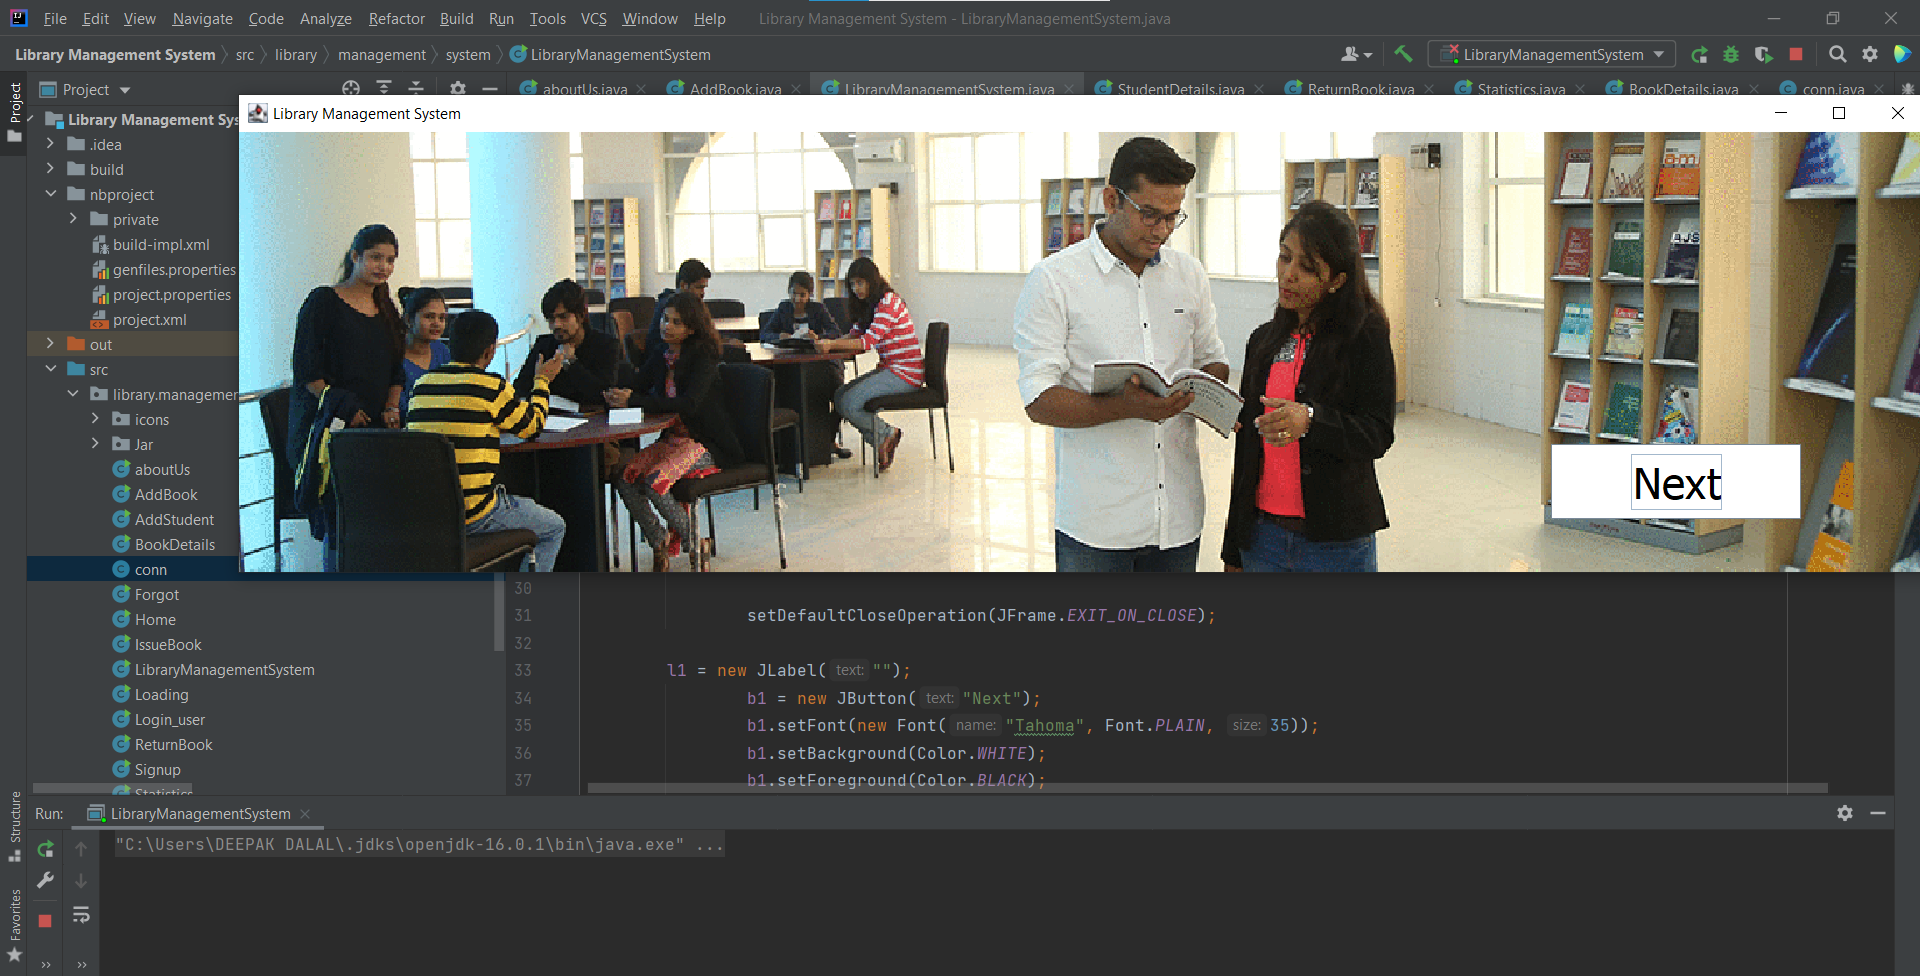 File Edit View Navigate Code Analyze Refactor Build Run Tools VCS Window Help Library Management System - LibraryManagementSystem.java
Library Management System src library management system LibraryManagementSystem LibraryManagementSystem
Project
Project
aboutUs.java AddBook.java LibraryManagementSystem.java StudentDetails.java ReturnBook.java Statistics.java BookDetails.java conn.java
Library Management Sys
Library Management System
.idea
build
nbproject
private
build-impl.xml
genfiles.properties
project.properties
project.xml
out
src
library.managemen
icons
Jar
aboutUs
AddBook
AddStudent
BookDetails
conn
Forgot
Home
IssueBook
LibraryManagementSystem
Loading
Login_user
ReturnBook
Signup
Statistics
AJS
Next
30
31 setDefaultCloseOperation(JFrame.EXIT_ON_CLOSE);
32
33 l1 = new JLabel( text: "");
34 b1 = new JButton( text: "Next");
35 b1.setFont(new Font( name: "Tahoma", Font.PLAIN, size: 35));
36 b1.setBackground(Color.WHITE);
37 b1.setForeground(Color.BLACK);
Structure
Favorites
Run: LibraryManagementSystem
"C:\Users\DEEPAK DALAL\.jdks\openjdk-16.0.1\bin\java.exe" ...